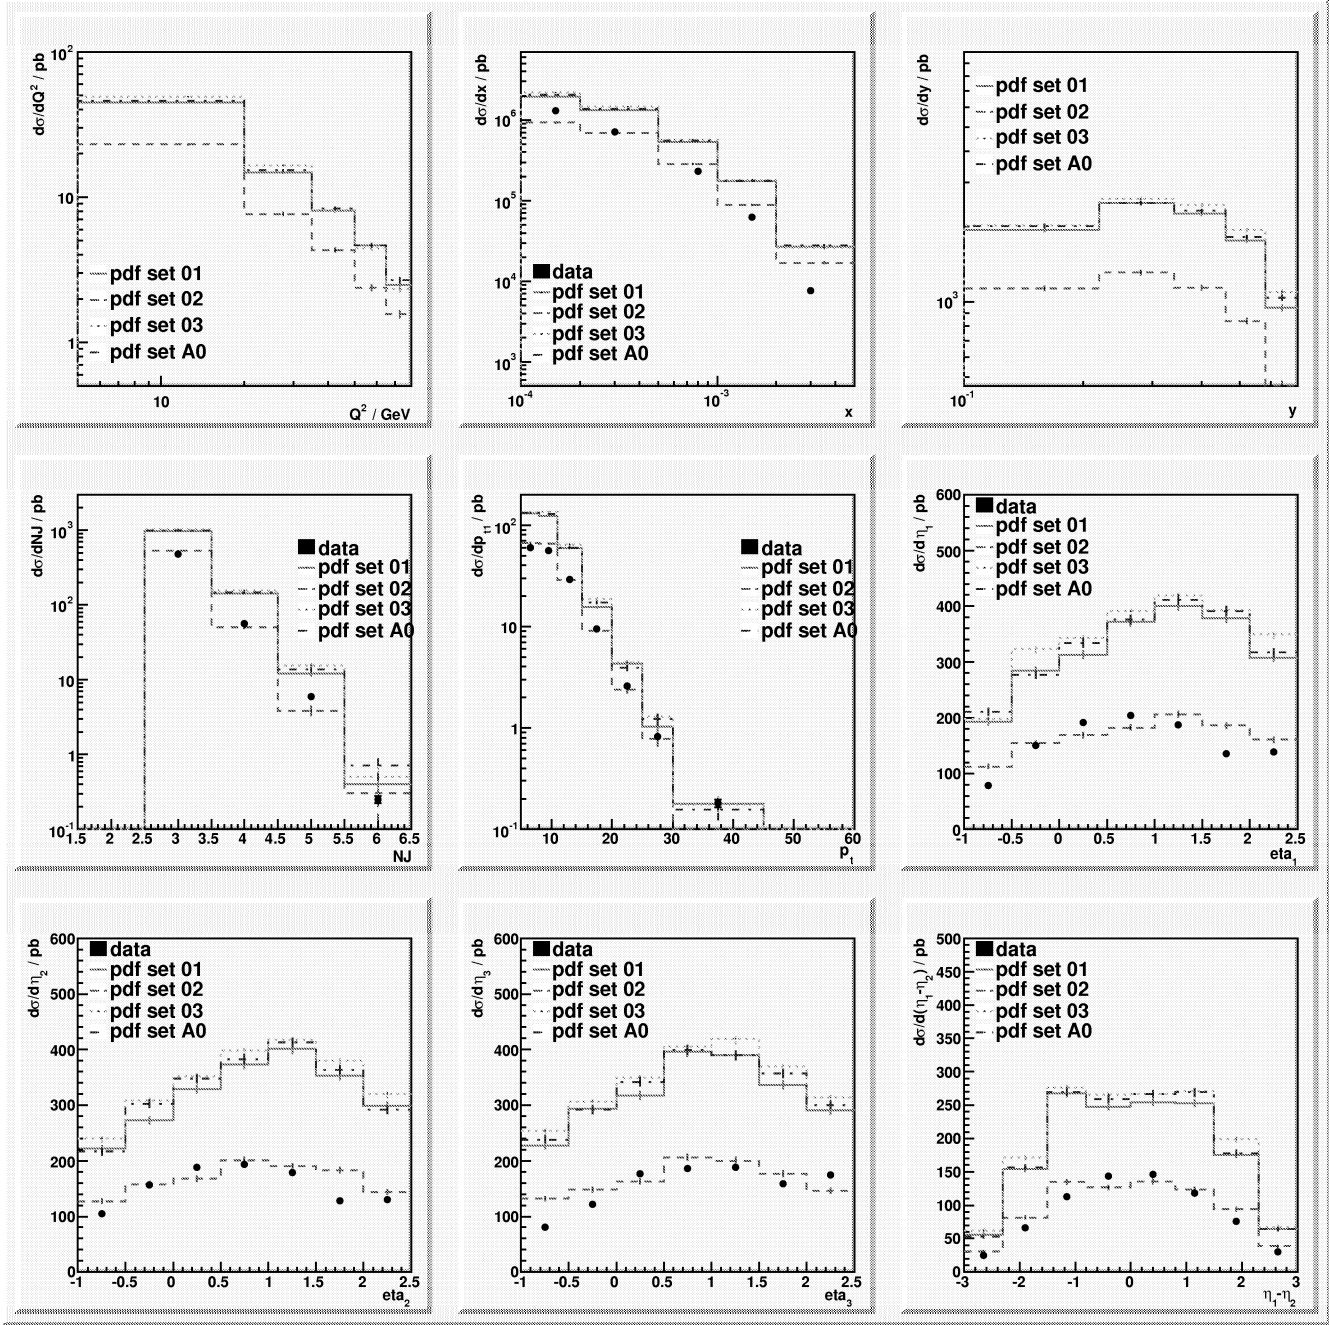 dσ/dQ² / pb
10²
10
1
pdf set 01
pdf set 02
pdf set 03
pdf set A0
10
Q² / GeV
dσ/dx / pb
10⁶
10⁵
10⁴
10³
data
pdf set 01
pdf set 02
pdf set 03
pdf set A0
10⁻⁴
10⁻³
x
dσ/dy / pb
pdf set 01
pdf set 02
pdf set 03
pdf set A0
10³
10⁻¹
y
dσ/dNJ / pb
10³
10²
10
1
10⁻¹
data
pdf set 01
pdf set 02
pdf set 03
pdf set A0
1.5 2 2.5 3 3.5 4 4.5 5 5.5 6 6.5
NJ
dσ/dp_t1 / pb
10²
10
1
10⁻¹
data
pdf set 01
pdf set 02
pdf set 03
pdf set A0
10 20 30 40 50 60
p_t
dσ/dη₁ / pb
600
500
400
300
200
100
0
data
pdf set 01
pdf set 02
pdf set 03
pdf set A0
-1 -0.5 0 0.5 1 1.5 2 2.5
eta₁
dσ/dη₂ / pb
600
500
400
300
200
100
0
data
pdf set 01
pdf set 02
pdf set 03
pdf set A0
-1 -0.5 0 0.5 1 1.5 2 2.5
eta₂
dσ/dη₃ / pb
600
500
400
300
200
100
0
data
pdf set 01
pdf set 02
pdf set 03
pdf set A0
-1 -0.5 0 0.5 1 1.5 2 2.5
eta₃
dσ/d(η₁-η₂) / pb
500
450
400
350
300
250
200
150
100
50
0
data
pdf set 01
pdf set 02
pdf set 03
pdf set A0
-3 -2 -1 0 1 2 3
η₁-η₂